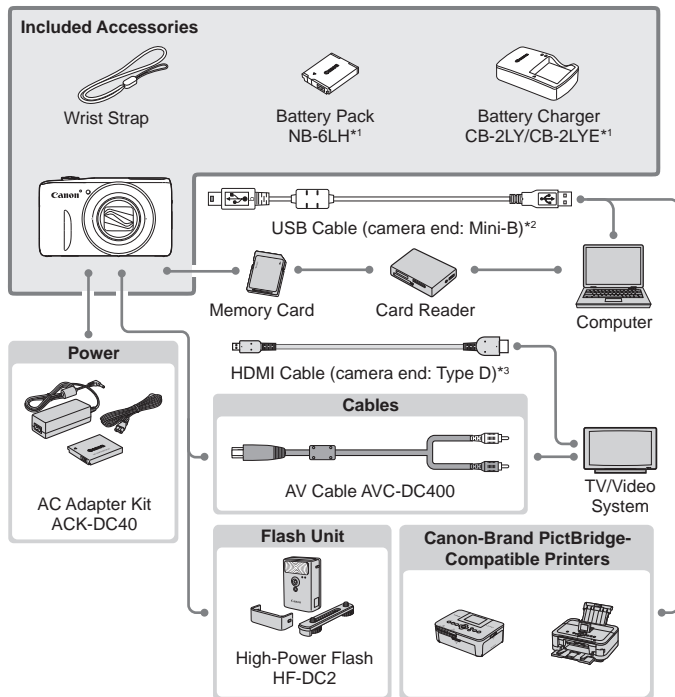 Included Accessories
Wrist Strap
Battery Pack
NB-6LH*1
Battery Charger
CB-2LY/CB-2LYE*1
Canon
USB Cable (camera end: Mini-B)*2
Memory Card
Card Reader
Computer
Power
HDMI Cable (camera end: Type D)*3
Cables
AC Adapter Kit
ACK-DC40
AV Cable AVC-DC400
TV/Video
System
Flash Unit
Canon-Brand PictBridge-
Compatible Printers
High-Power Flash
HF-DC2